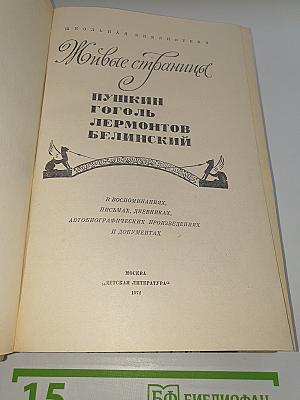 ШКОЛЬНАЯ БИБЛИОТЕКА
Живые страницы
ПУШКИН
ГОГОЛЬ
ЛЕРМОНТОВ
БЕЛИНСКИЙ
В ВОСПОМИНАНИЯХ,
ПИСЬМАХ, ДНЕВНИКАХ,
АВТОБИОГРАФИЧЕСКИХ ПРОИЗВЕДЕНИЯХ
И ДОКУМЕНТАХ
МОСКВА
„ДЕТСКАЯ ЛИТЕРАТУРА“
15
БФ БИБЛИОФАН